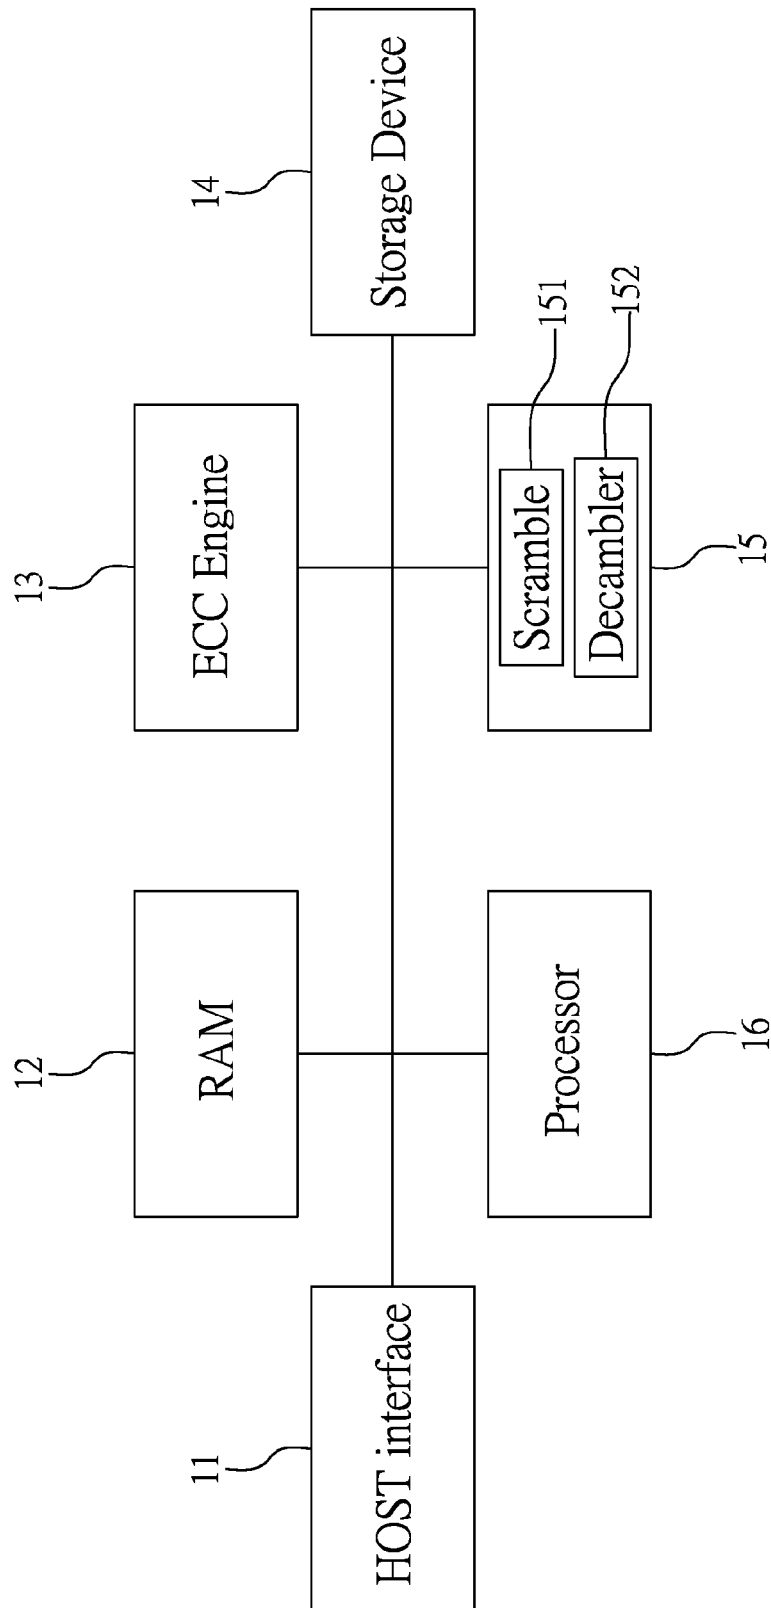 12
13
RAM
ECC Engine
11
14
HOST interface
Storage Device
Processor
Scramble
Decambler
151
152
16
15